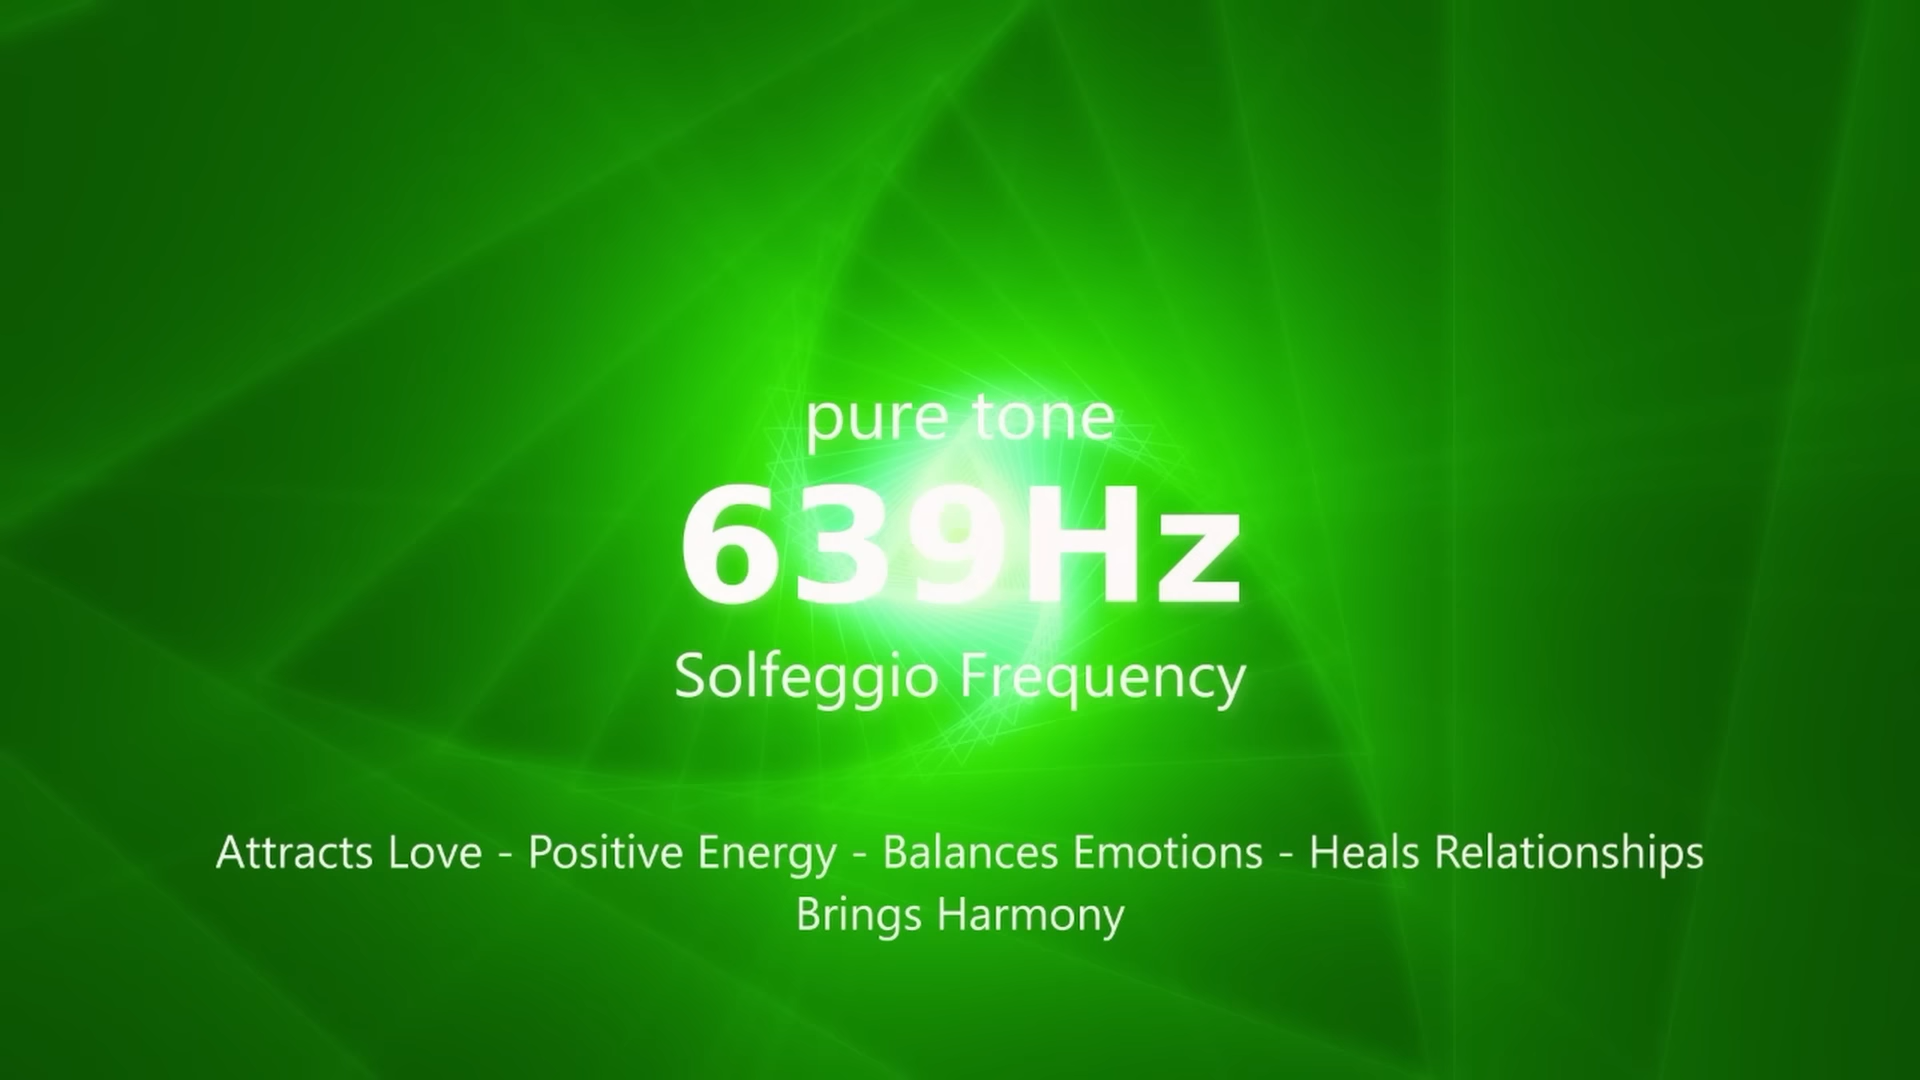 pure tone
639Hz
Solfeggio Frequency
Attracts Love - Positive Energy - Balances Emotions - Heals Relationships
Brings Harmony